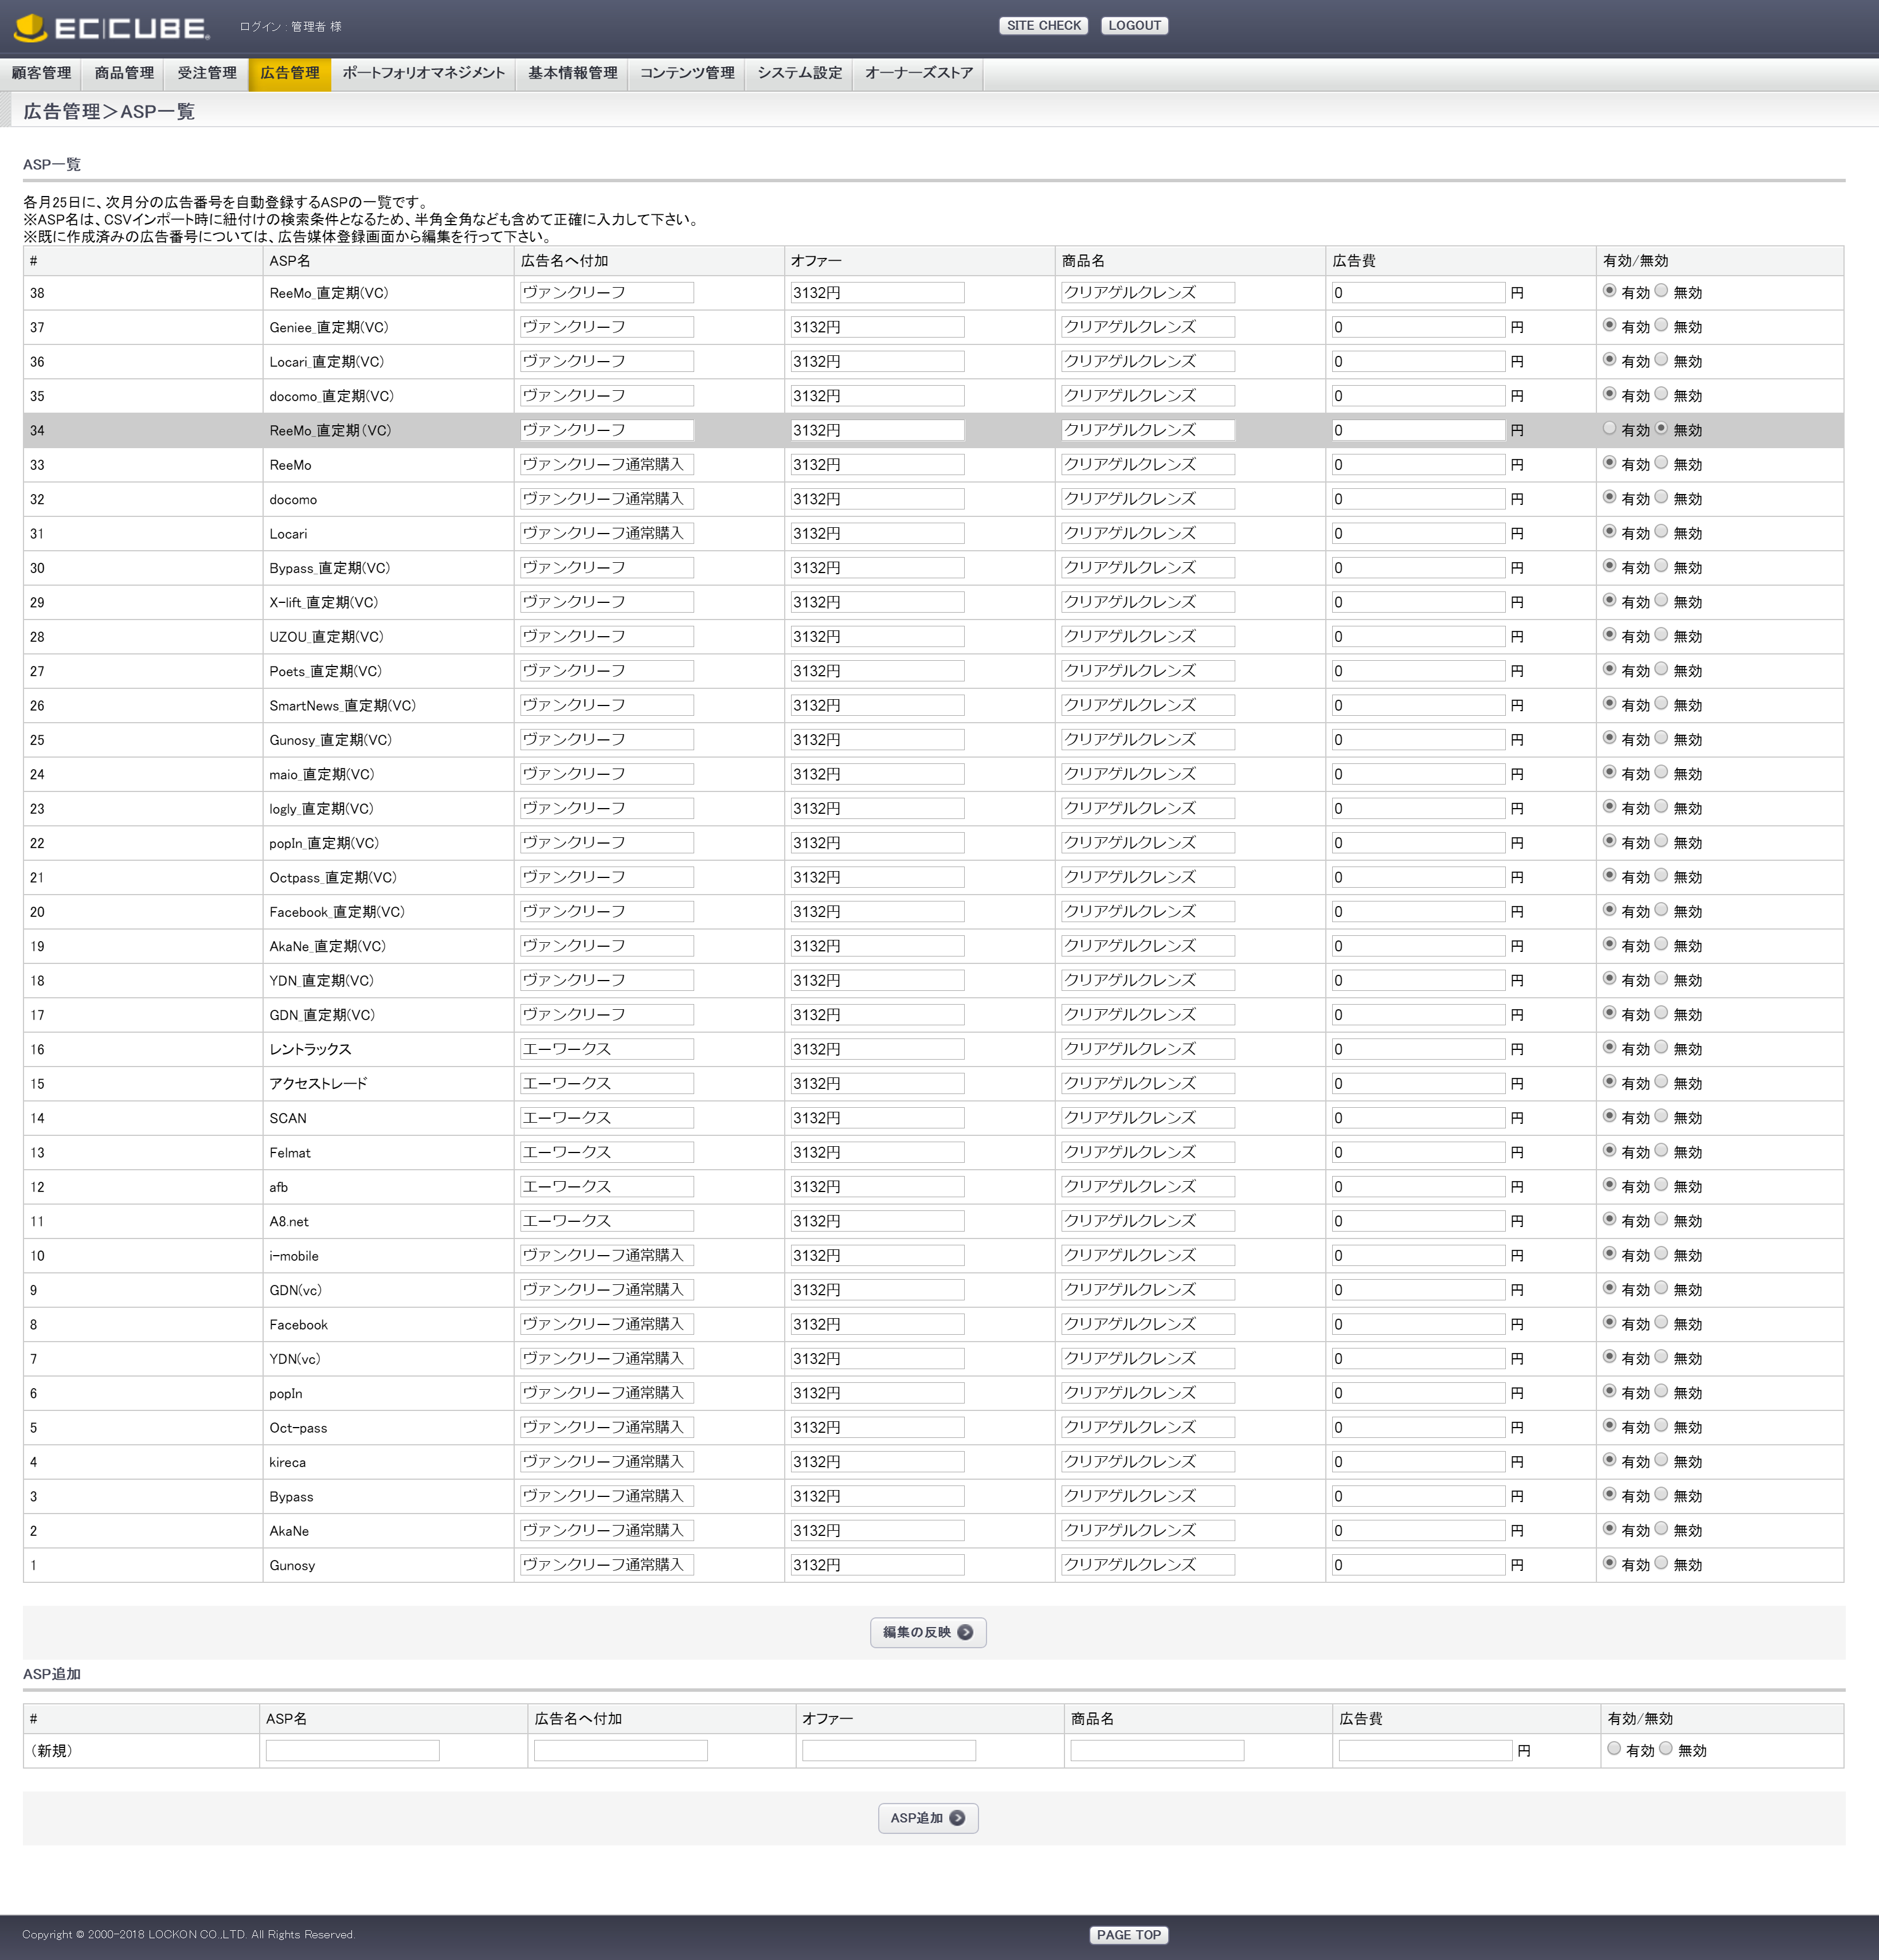 EC CUBE ログイン : 管理者 様 SITE CHECK LOGOUT
顧客管理 商品管理 受注管理 広告管理 ポートフォリオマネジメント 基本情報管理 コンテンツ管理 システム設定 オーナーズストア
広告管理＞ASP一覧
ASP一覧
各月25日に、次月分の広告番号を自動登録するASPの一覧です。
※ASP名は、CSVインポート時に紐付けの検索条件となるため、半角全角なども含めて正確に入力して下さい。
※既に作成済みの広告番号については、広告媒体登録画面から編集を行って下さい。
# ASP名 広告名へ付加 オファー 商品名 広告費 有効/無効
38 ReeMo_直定期(VC) ヴァンクリーフ 3132円 クリアゲルクレンズ 0 円 有効 無効
37 Geniee_直定期(VC) ヴァンクリーフ 3132円 クリアゲルクレンズ 0 円 有効 無効
36 Locari_直定期(VC) ヴァンクリーフ 3132円 クリアゲルクレンズ 0 円 有効 無効
35 docomo_直定期(VC) ヴァンクリーフ 3132円 クリアゲルクレンズ 0 円 有効 無効
34 ReeMo_直定期（VC） ヴァンクリーフ 3132円 クリアゲルクレンズ 0 円 有効 無効
33 ReeMo ヴァンクリーフ通常購入 3132円 クリアゲルクレンズ 0 円 有効 無効
32 docomo ヴァンクリーフ通常購入 3132円 クリアゲルクレンズ 0 円 有効 無効
31 Locari ヴァンクリーフ通常購入 3132円 クリアゲルクレンズ 0 円 有効 無効
30 Bypass_直定期(VC) ヴァンクリーフ 3132円 クリアゲルクレンズ 0 円 有効 無効
29 X-lift_直定期(VC) ヴァンクリーフ 3132円 クリアゲルクレンズ 0 円 有効 無効
28 UZOU_直定期(VC) ヴァンクリーフ 3132円 クリアゲルクレンズ 0 円 有効 無効
27 Poets_直定期(VC) ヴァンクリーフ 3132円 クリアゲルクレンズ 0 円 有効 無効
26 SmartNews_直定期(VC) ヴァンクリーフ 3132円 クリアゲルクレンズ 0 円 有効 無効
25 Gunosy_直定期(VC) ヴァンクリーフ 3132円 クリアゲルクレンズ 0 円 有効 無効
24 maio_直定期(VC) ヴァンクリーフ 3132円 クリアゲルクレンズ 0 円 有効 無効
23 logly_直定期(VC) ヴァンクリーフ 3132円 クリアゲルクレンズ 0 円 有効 無効
22 popIn_直定期(VC) ヴァンクリーフ 3132円 クリアゲルクレンズ 0 円 有効 無効
21 Octpass_直定期(VC) ヴァンクリーフ 3132円 クリアゲルクレンズ 0 円 有効 無効
20 Facebook_直定期(VC) ヴァンクリーフ 3132円 クリアゲルクレンズ 0 円 有効 無効
19 AkaNe_直定期(VC) ヴァンクリーフ 3132円 クリアゲルクレンズ 0 円 有効 無効
18 YDN_直定期(VC) ヴァンクリーフ 3132円 クリアゲルクレンズ 0 円 有効 無効
17 GDN_直定期(VC) ヴァンクリーフ 3132円 クリアゲルクレンズ 0 円 有効 無効
16 レントラックス エーワークス 3132円 クリアゲルクレンズ 0 円 有効 無効
15 アクセストレード エーワークス 3132円 クリアゲルクレンズ 0 円 有効 無効
14 SCAN エーワークス 3132円 クリアゲルクレンズ 0 円 有効 無効
13 Felmat エーワークス 3132円 クリアゲルクレンズ 0 円 有効 無効
12 afb エーワークス 3132円 クリアゲルクレンズ 0 円 有効 無効
11 A8.net エーワークス 3132円 クリアゲルクレンズ 0 円 有効 無効
10 i-mobile ヴァンクリーフ通常購入 3132円 クリアゲルクレンズ 0 円 有効 無効
9 GDN(vc) ヴァンクリーフ通常購入 3132円 クリアゲルクレンズ 0 円 有効 無効
8 Facebook ヴァンクリーフ通常購入 3132円 クリアゲルクレンズ 0 円 有効 無効
7 YDN(vc) ヴァンクリーフ通常購入 3132円 クリアゲルクレンズ 0 円 有効 無効
6 popIn ヴァンクリーフ通常購入 3132円 クリアゲルクレンズ 0 円 有効 無効
5 Oct-pass ヴァンクリーフ通常購入 3132円 クリアゲルクレンズ 0 円 有効 無効
4 kireca ヴァンクリーフ通常購入 3132円 クリアゲルクレンズ 0 円 有効 無効
3 Bypass ヴァンクリーフ通常購入 3132円 クリアゲルクレンズ 0 円 有効 無効
2 AkaNe ヴァンクリーフ通常購入 3132円 クリアゲルクレンズ 0 円 有効 無効
1 Gunosy ヴァンクリーフ通常購入 3132円 クリアゲルクレンズ 0 円 有効 無効
編集の反映
ASP追加
# ASP名 広告名へ付加 オファー 商品名 広告費 有効/無効
（新規） 円 有効 無効
ASP追加
Copyright © 2000-2018 LOCKON CO.,LTD. All Rights Reserved. PAGE TOP